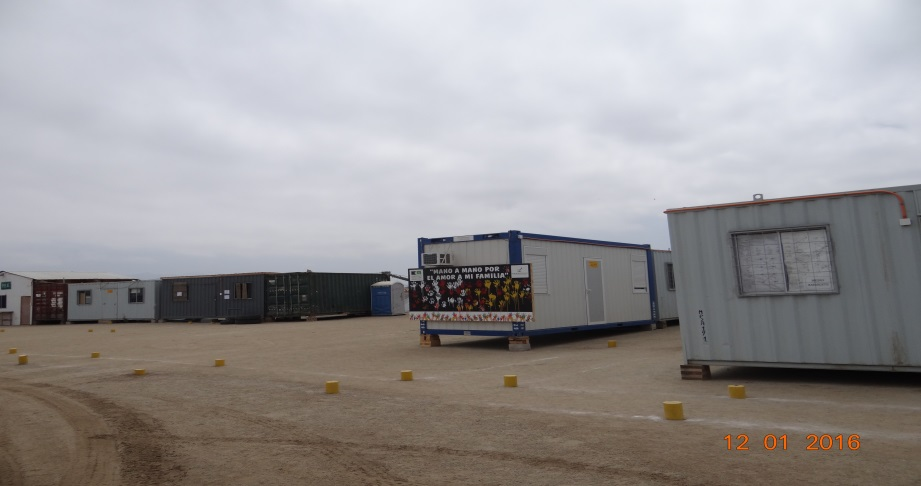 "MANO A MANO POR
EL AMOR A MI FAMILIA"
12 01 2016